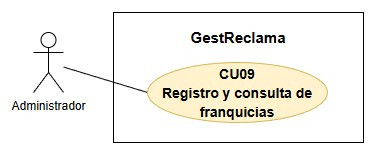 GestReclama
CU09
Registro y consulta de
franquicias
Administrador